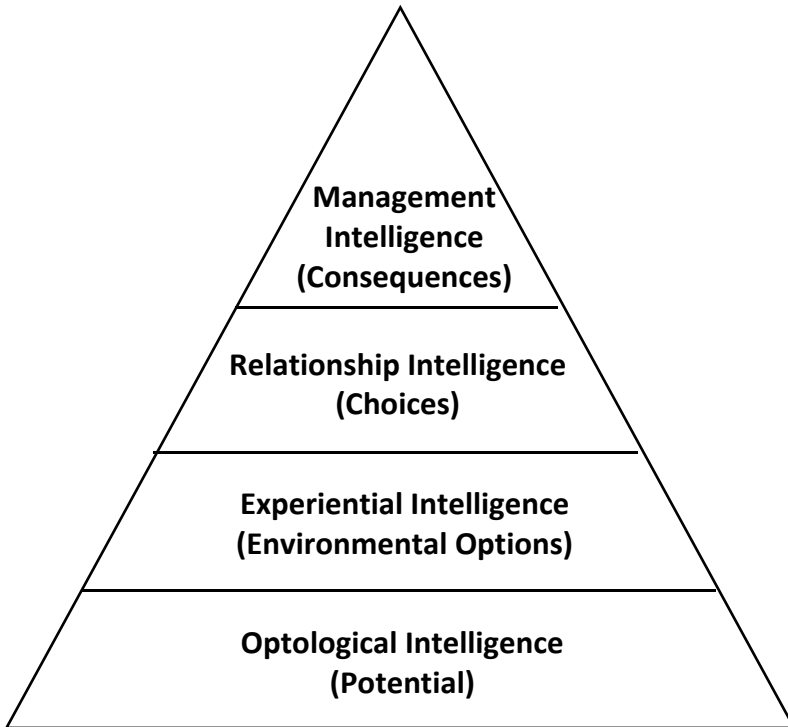 Management
Intelligence
(Consequences)
Relationship Intelligence
(Choices)
Experiential Intelligence
(Environmental Options)
Optological Intelligence
(Potential)